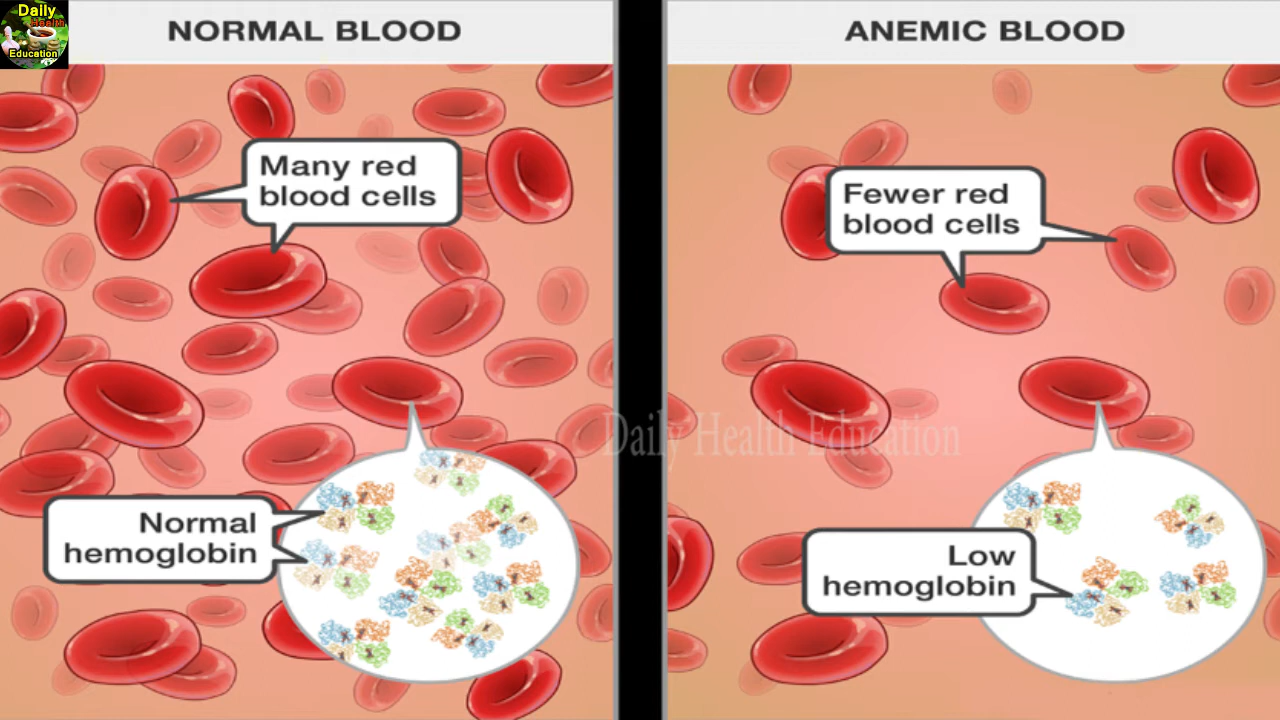 Daily
Health
Education
NORMAL BLOOD
Many red
blood cells
Normal
hemoglobin
ANEMIC BLOOD
Fewer red
blood cells
Low
hemoglobin
Daily Health Education